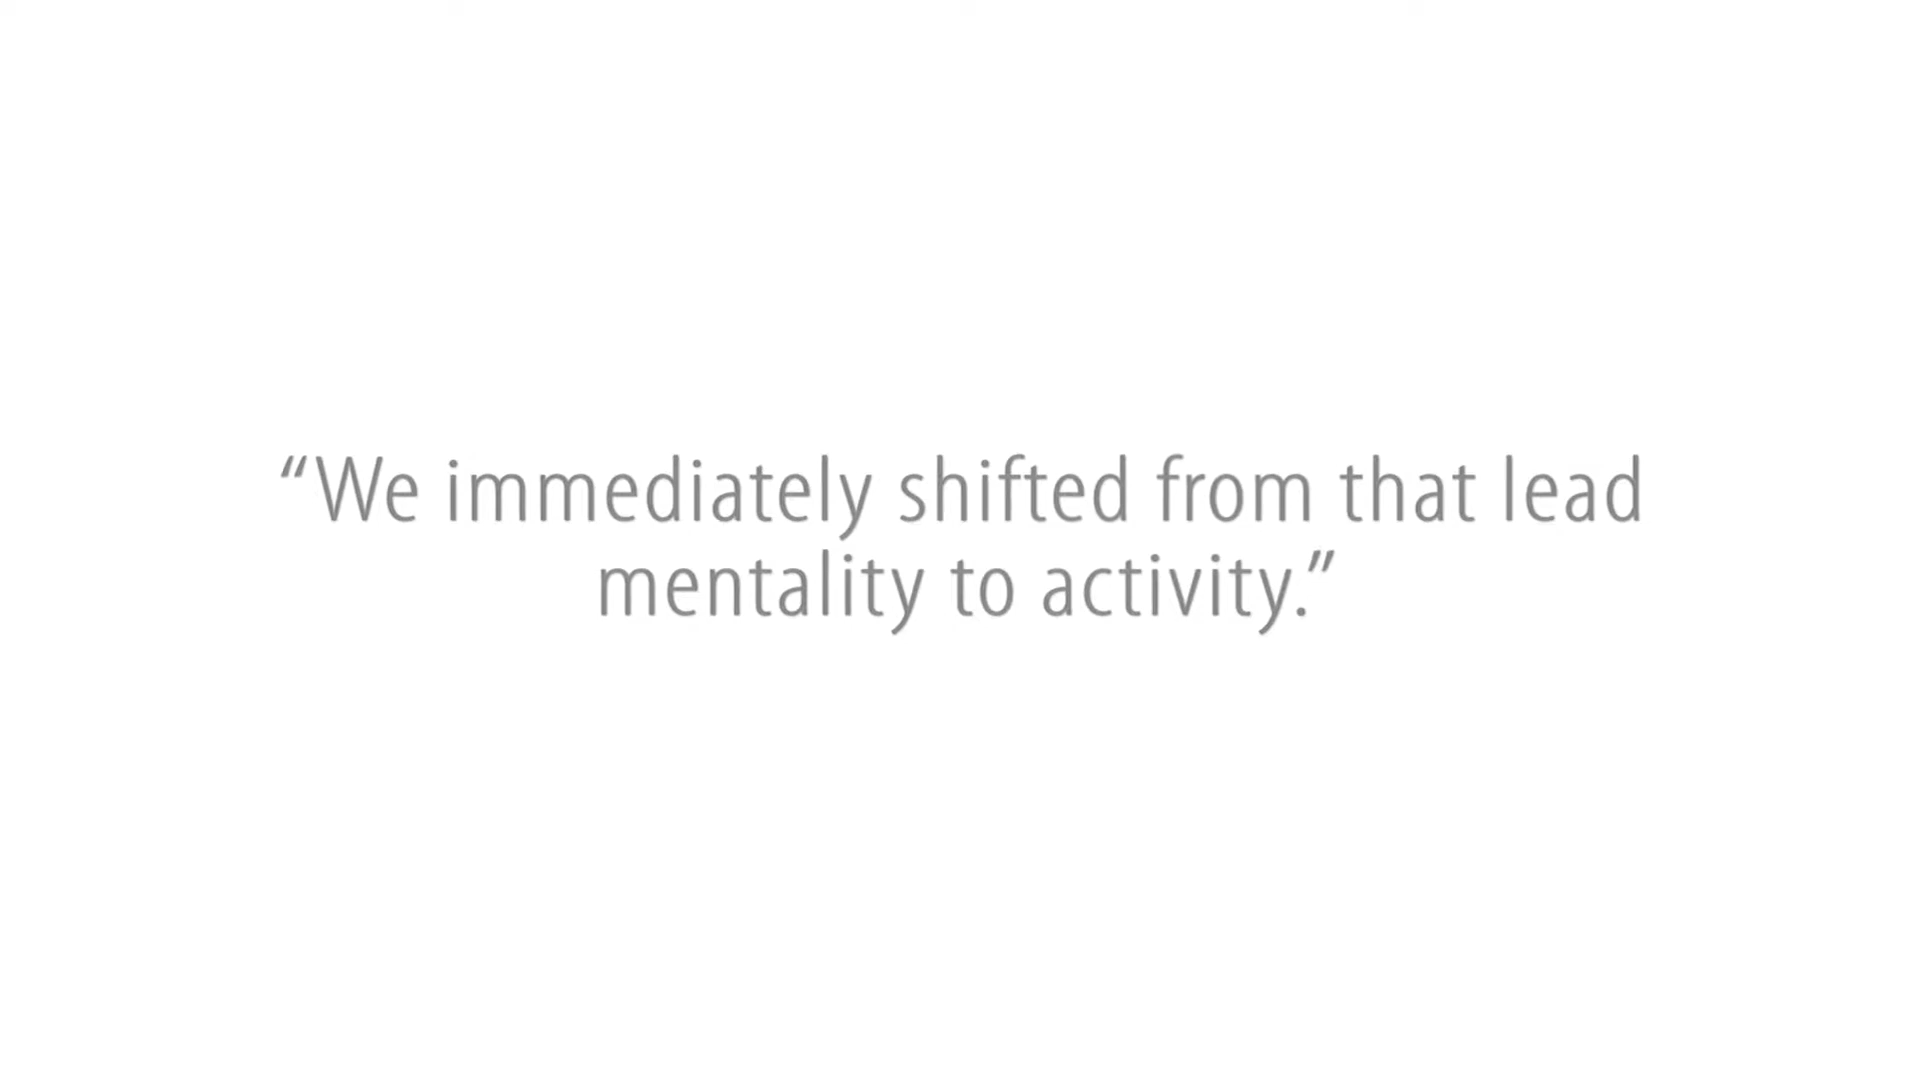 “We immediately shifted from that lead
mentality to activity.”